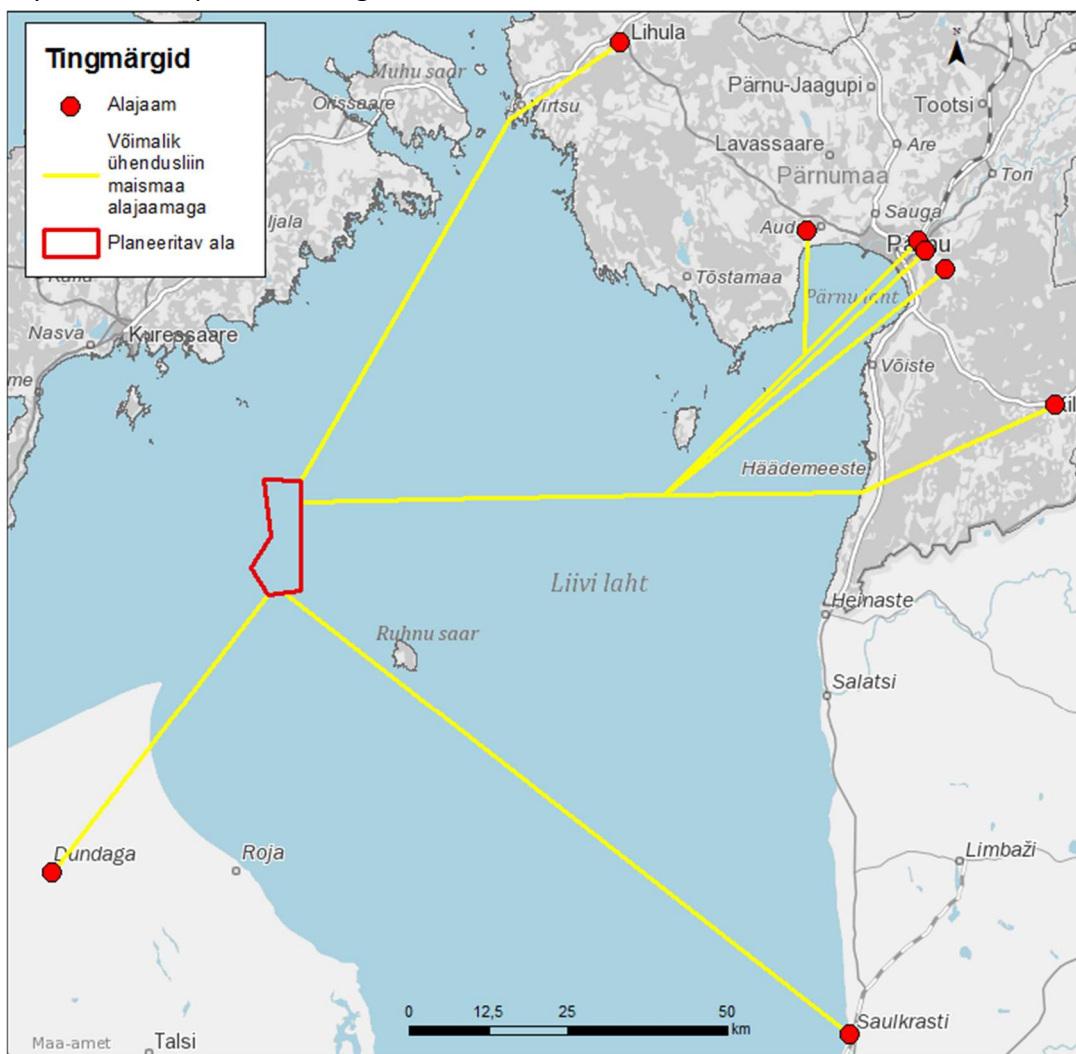 Tingmärgid
Alajaam
Võimalik
ühendusliin
maismaa
alajaamaga
Planeeritav ala
N
Lihula
Muhu saar
Orissaare
Virtsu
Pärnu-Jaagupi
Tootsi
Lavassaare
Are
Pärnumaa
Tori
Sauga
Pärnu
Tõstamaa
Pärnu laht
Nasva
Kuressaare
Võiste
Häädemeeste
Liivi laht
Heinaste
Ruhnu saar
Salatsi
Dundaga
Roja
Limbaži
0 12,5 25 50
km
Saulkrasti
Maa-amet
Talsi